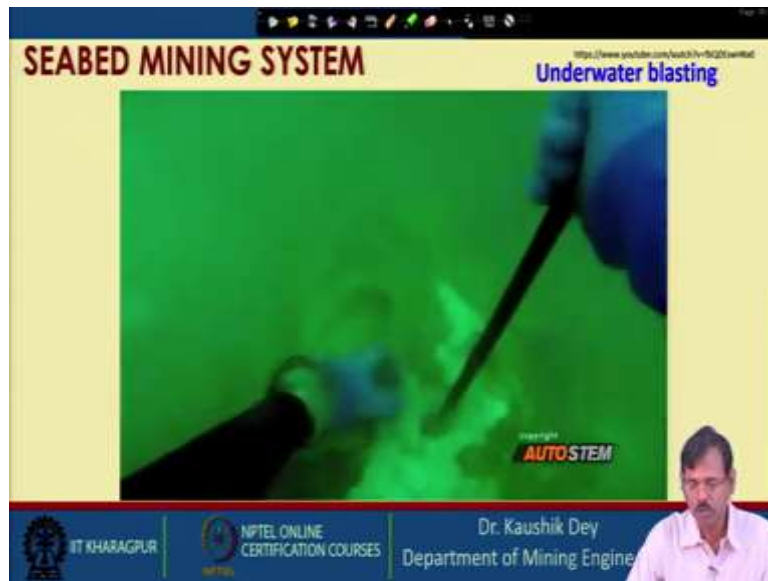 SEABED MINING SYSTEM
Underwater blasting
copyright
AUTOSTEM
IIT KHARAGPUR
NPTEL
NPTEL ONLINE
CERTIFICATION COURSES
Dr. Kaushik Dey
Department of Mining Engine